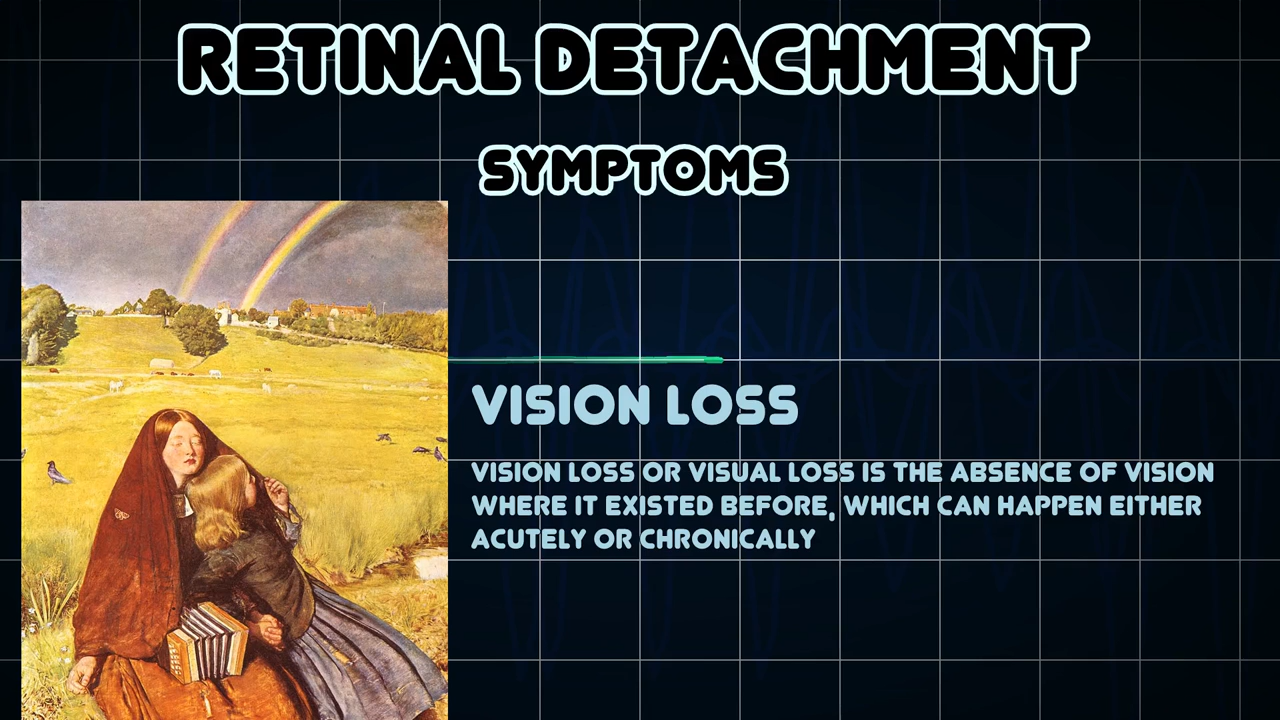 RETINAL DETACHMENT
SYMPTOMS
VISION LOSS
VISION LOSS OR VISUAL LOSS IS THE ABSENCE OF VISION
WHERE IT EXISTED BEFORE, WHICH CAN HAPPEN EITHER
ACUTELY OR CHRONICALLY